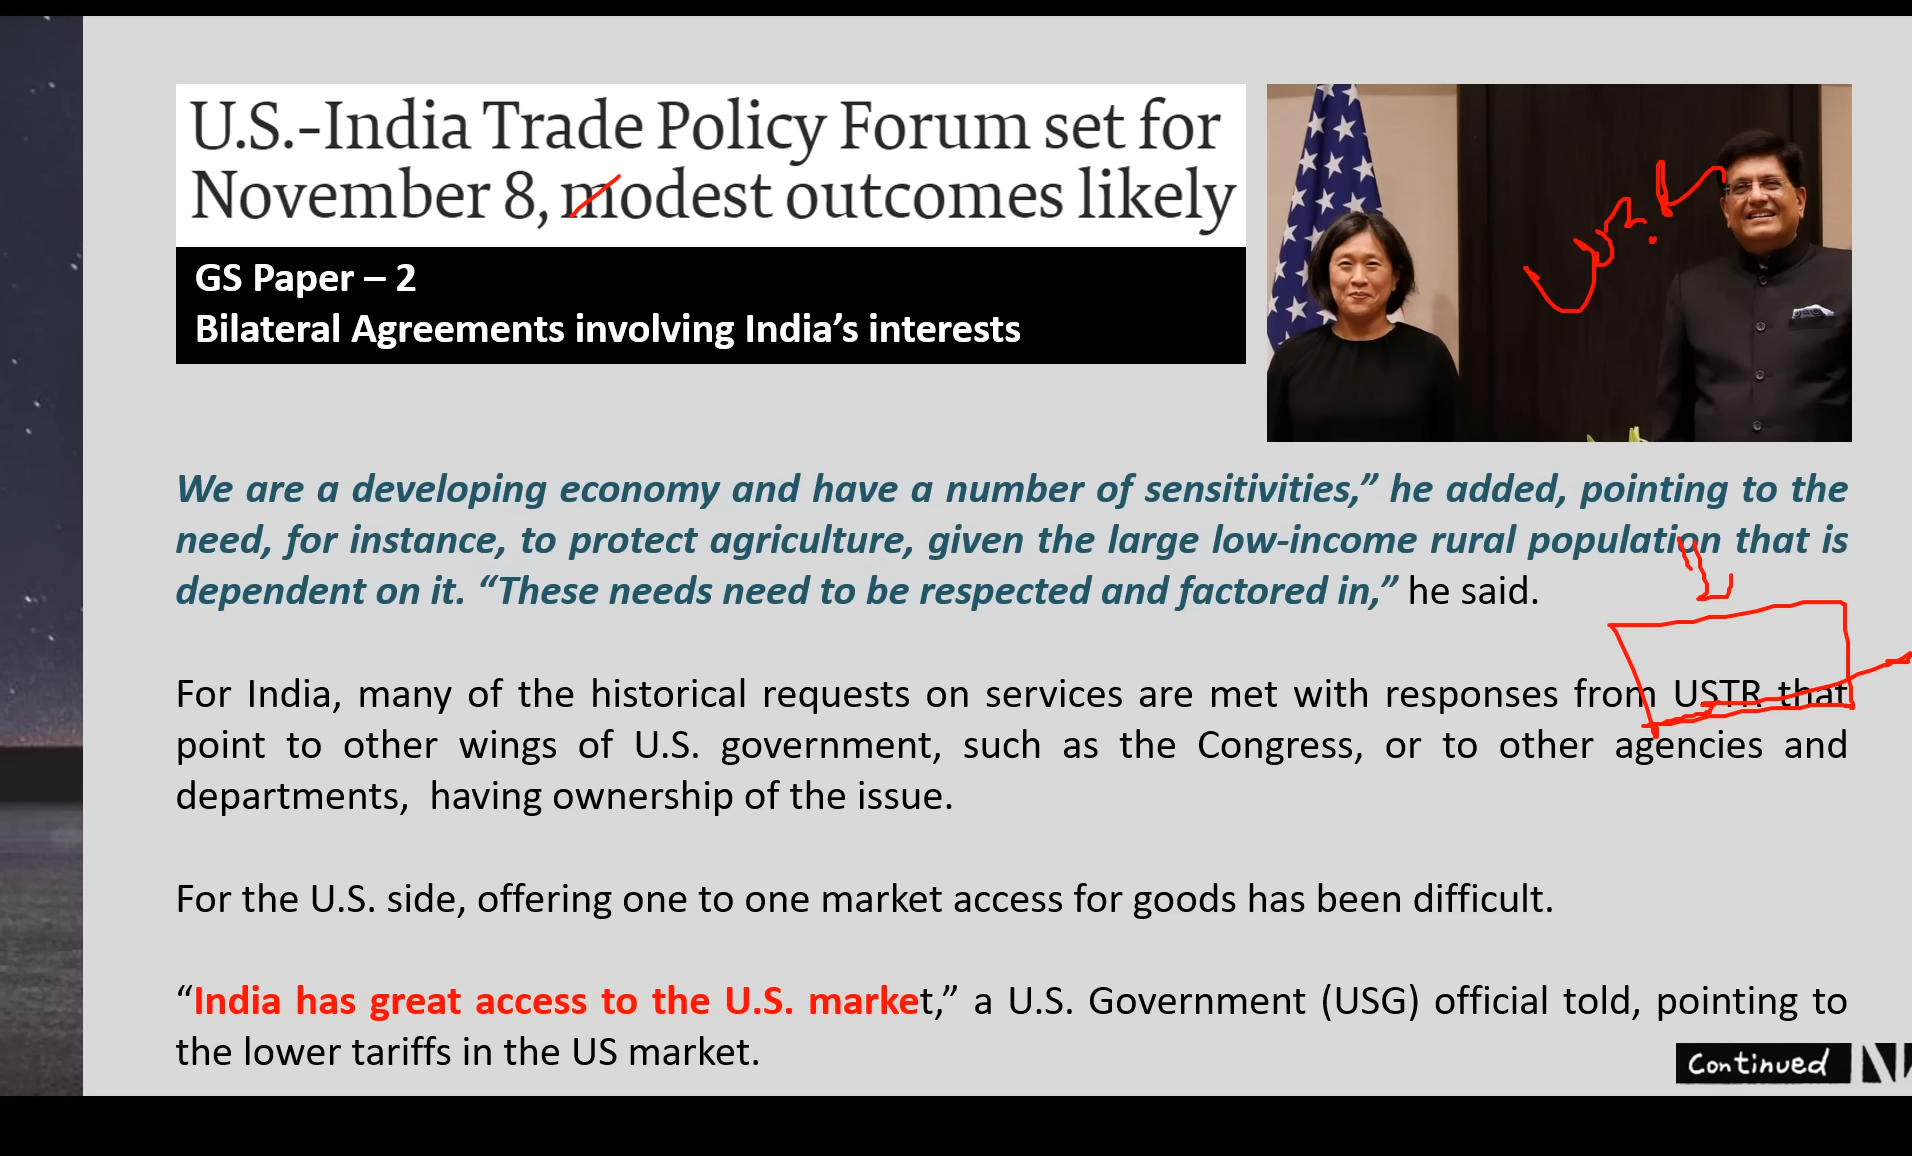 U.S.-India Trade Policy Forum set for
November 8, modest outcomes likely
GS Paper – 2
Bilateral Agreements involving India’s interests
We are a developing economy and have a number of sensitivities,” he added, pointing to the
need, for instance, to protect agriculture, given the large low-income rural population that is
dependent on it. “These needs need to be respected and factored in,” he said.
For India, many of the historical requests on services are met with responses from USTR that
point to other wings of U.S. government, such as the Congress, or to other agencies and
departments, having ownership of the issue.
For the U.S. side, offering one to one market access for goods has been difficult.
“India has great access to the U.S. market,” a U.S. Government (USG) official told, pointing to
the lower tariffs in the US market.
Continued